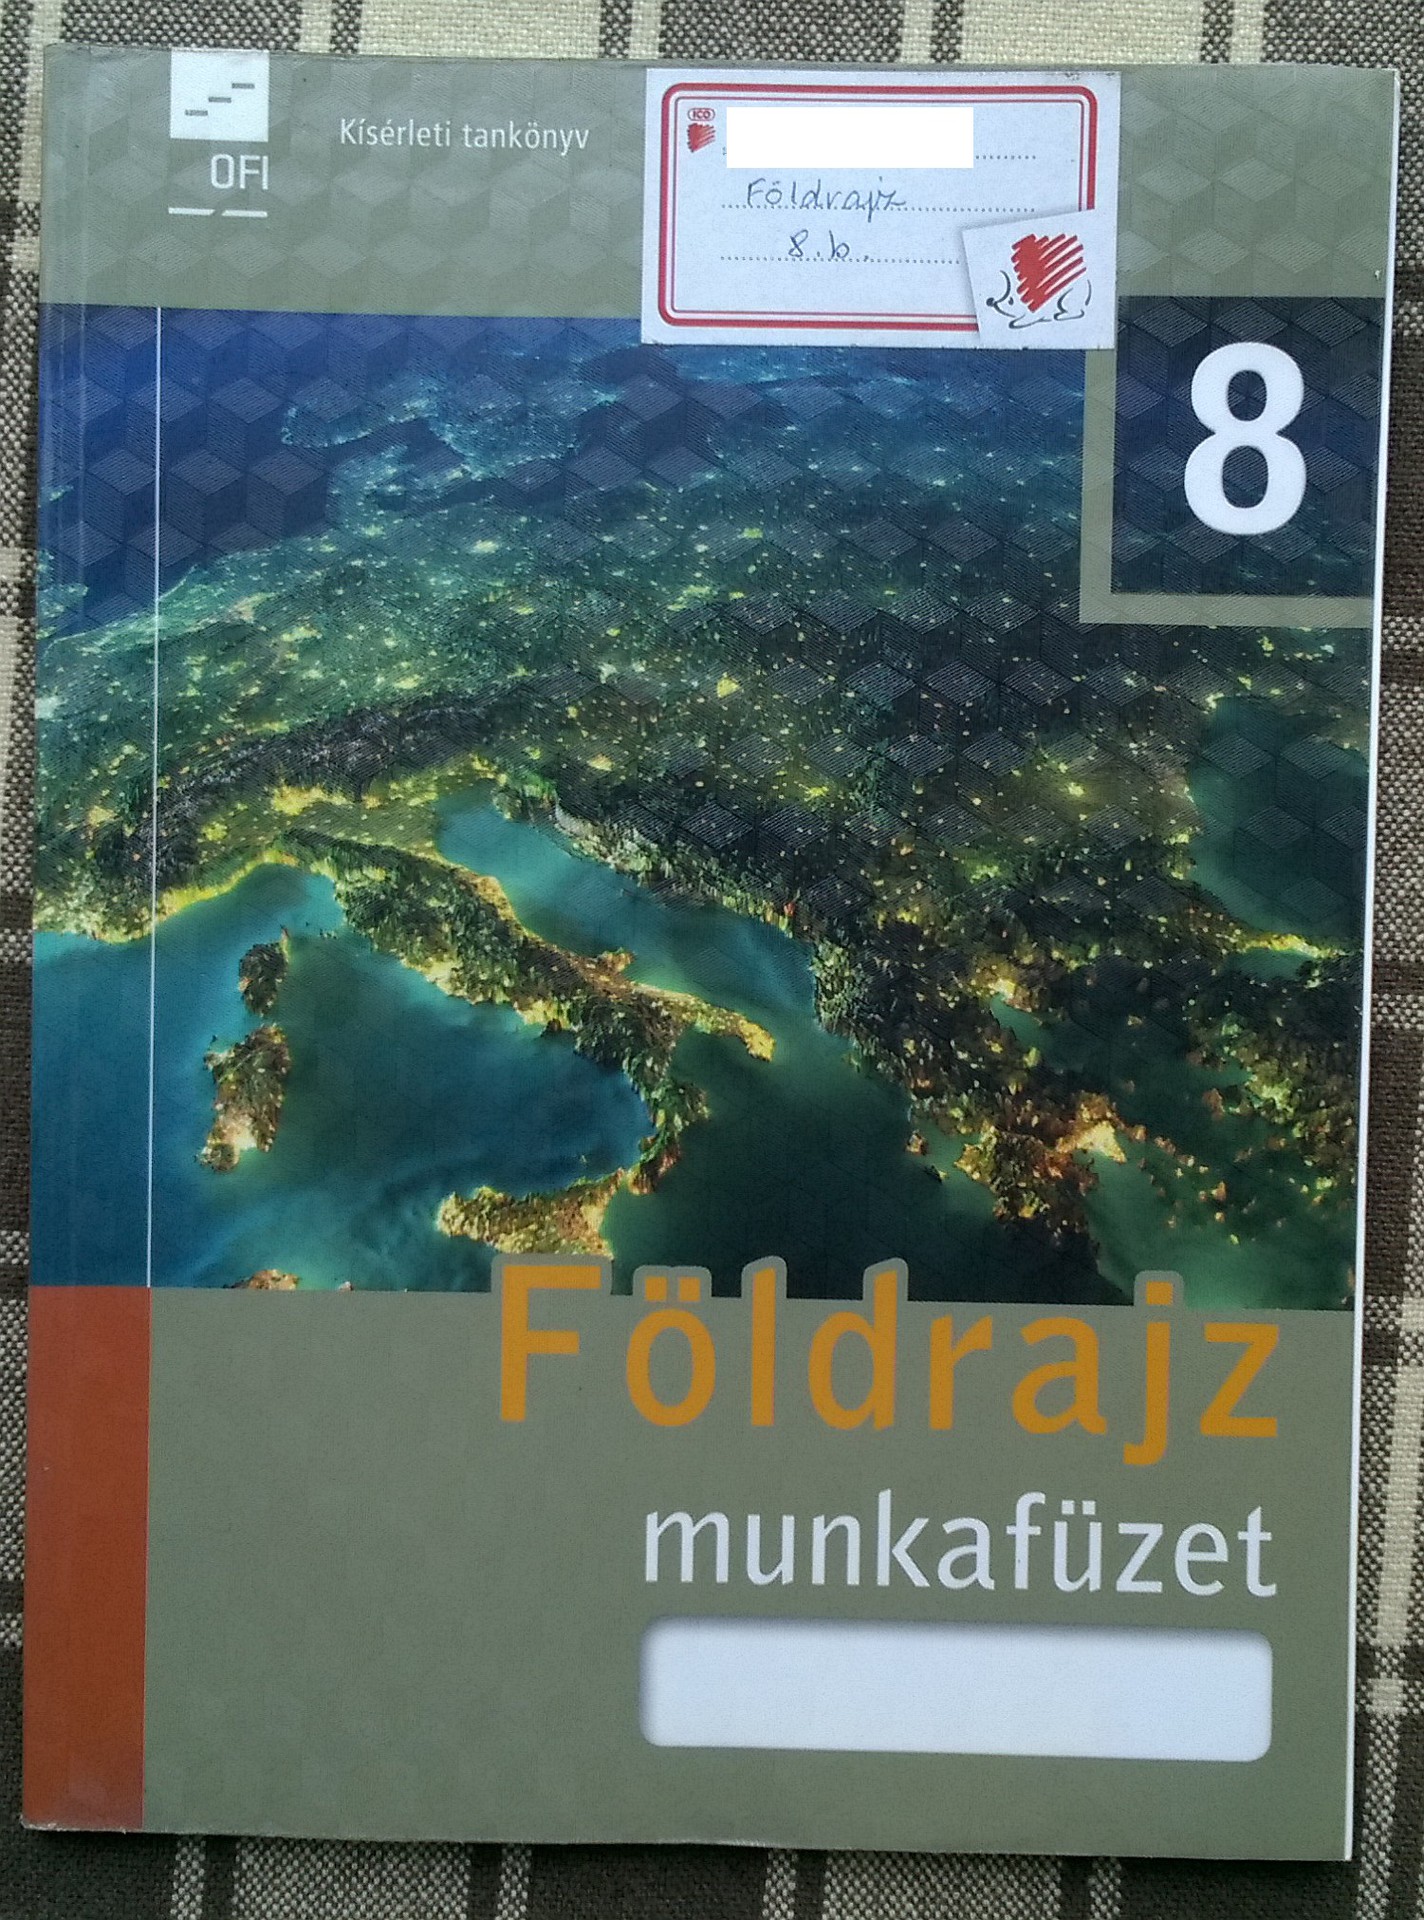 OFI
Kísérleti tankönyv
ICO
Földrajz
8.b.
8
Földrajz
munkafüzet